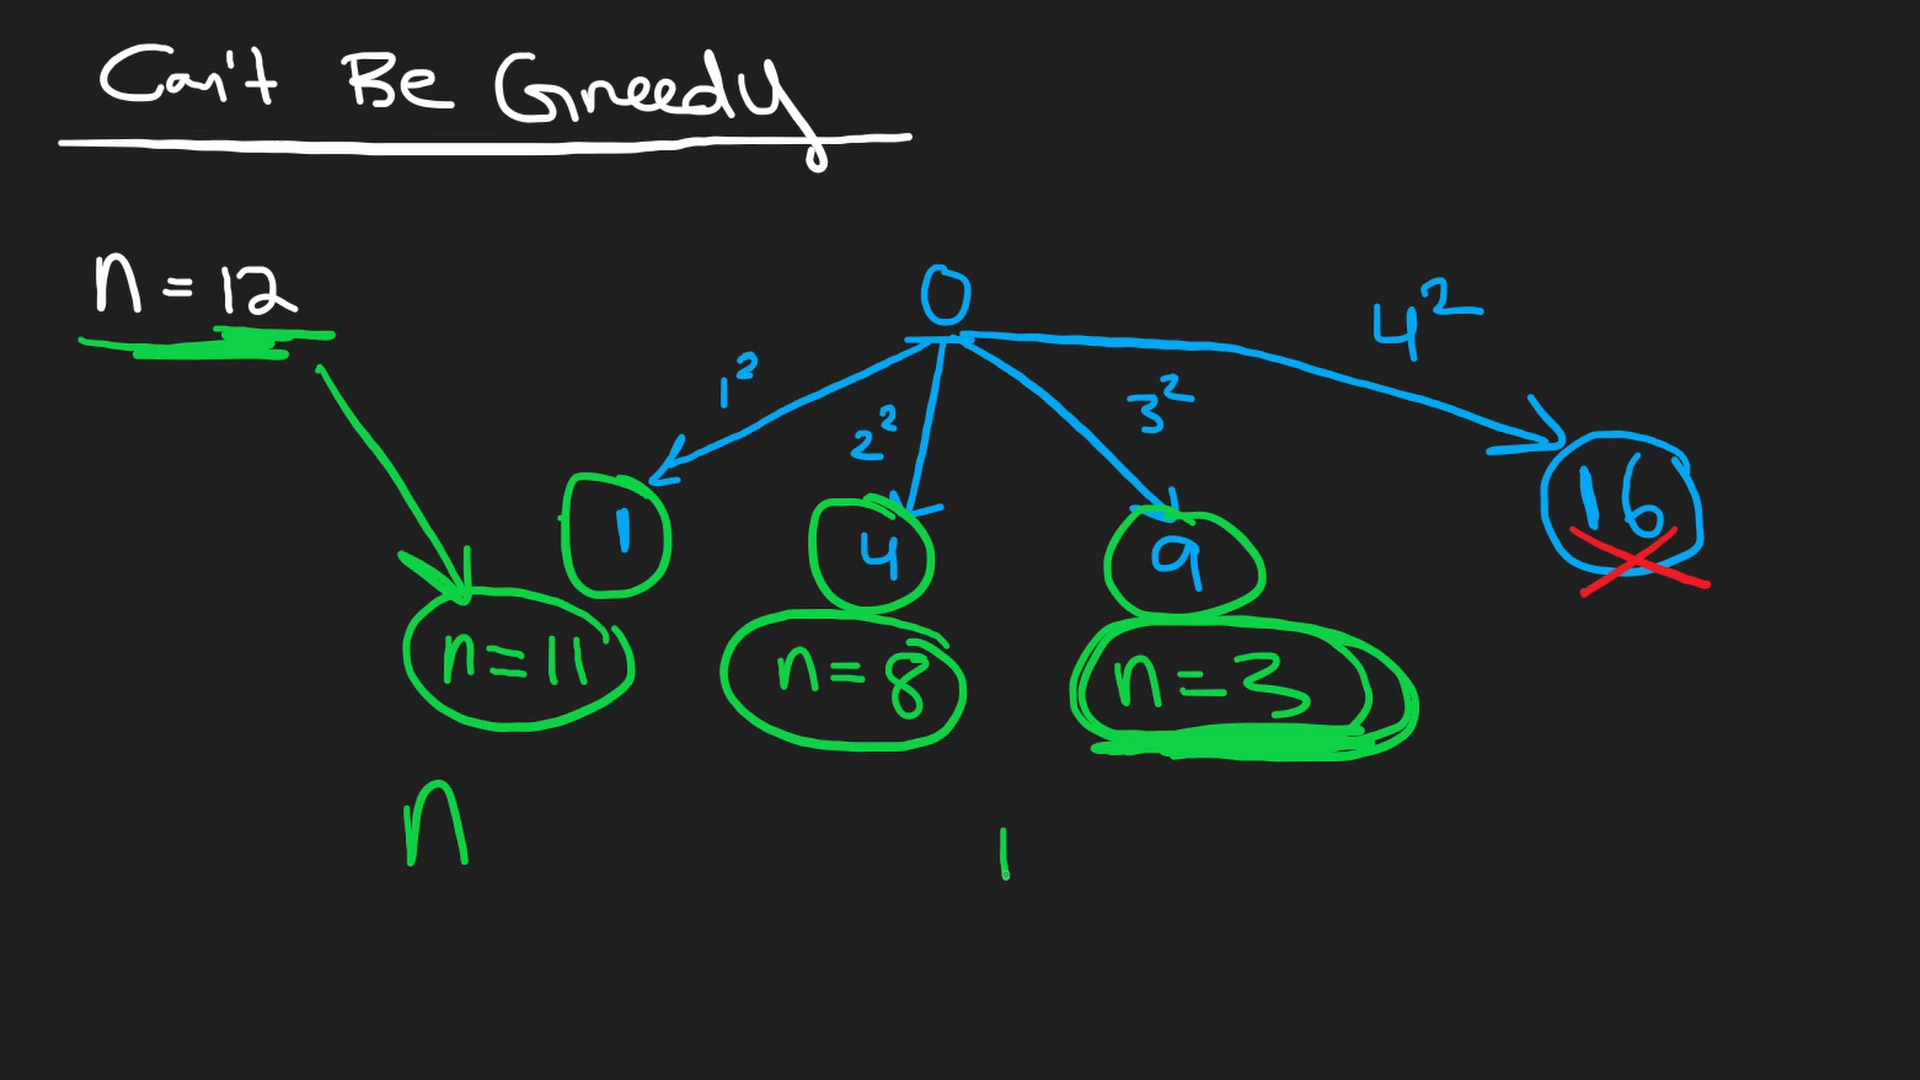 Can't Be Greedy
n = 12
0
1²
2²
3²
4²
1
4
9
16
n=11
n=8
n=3
n
1